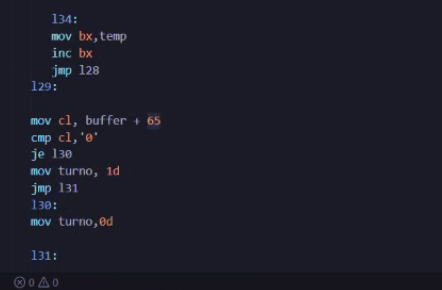 l34:
mov bx,temp
inc bx
jmp l28
l29:
mov cl, buffer + 65
cmp cl,'0'
je l30
mov turno, 1d
jmp l31
l30:
mov turno,0d
l31:
0 0